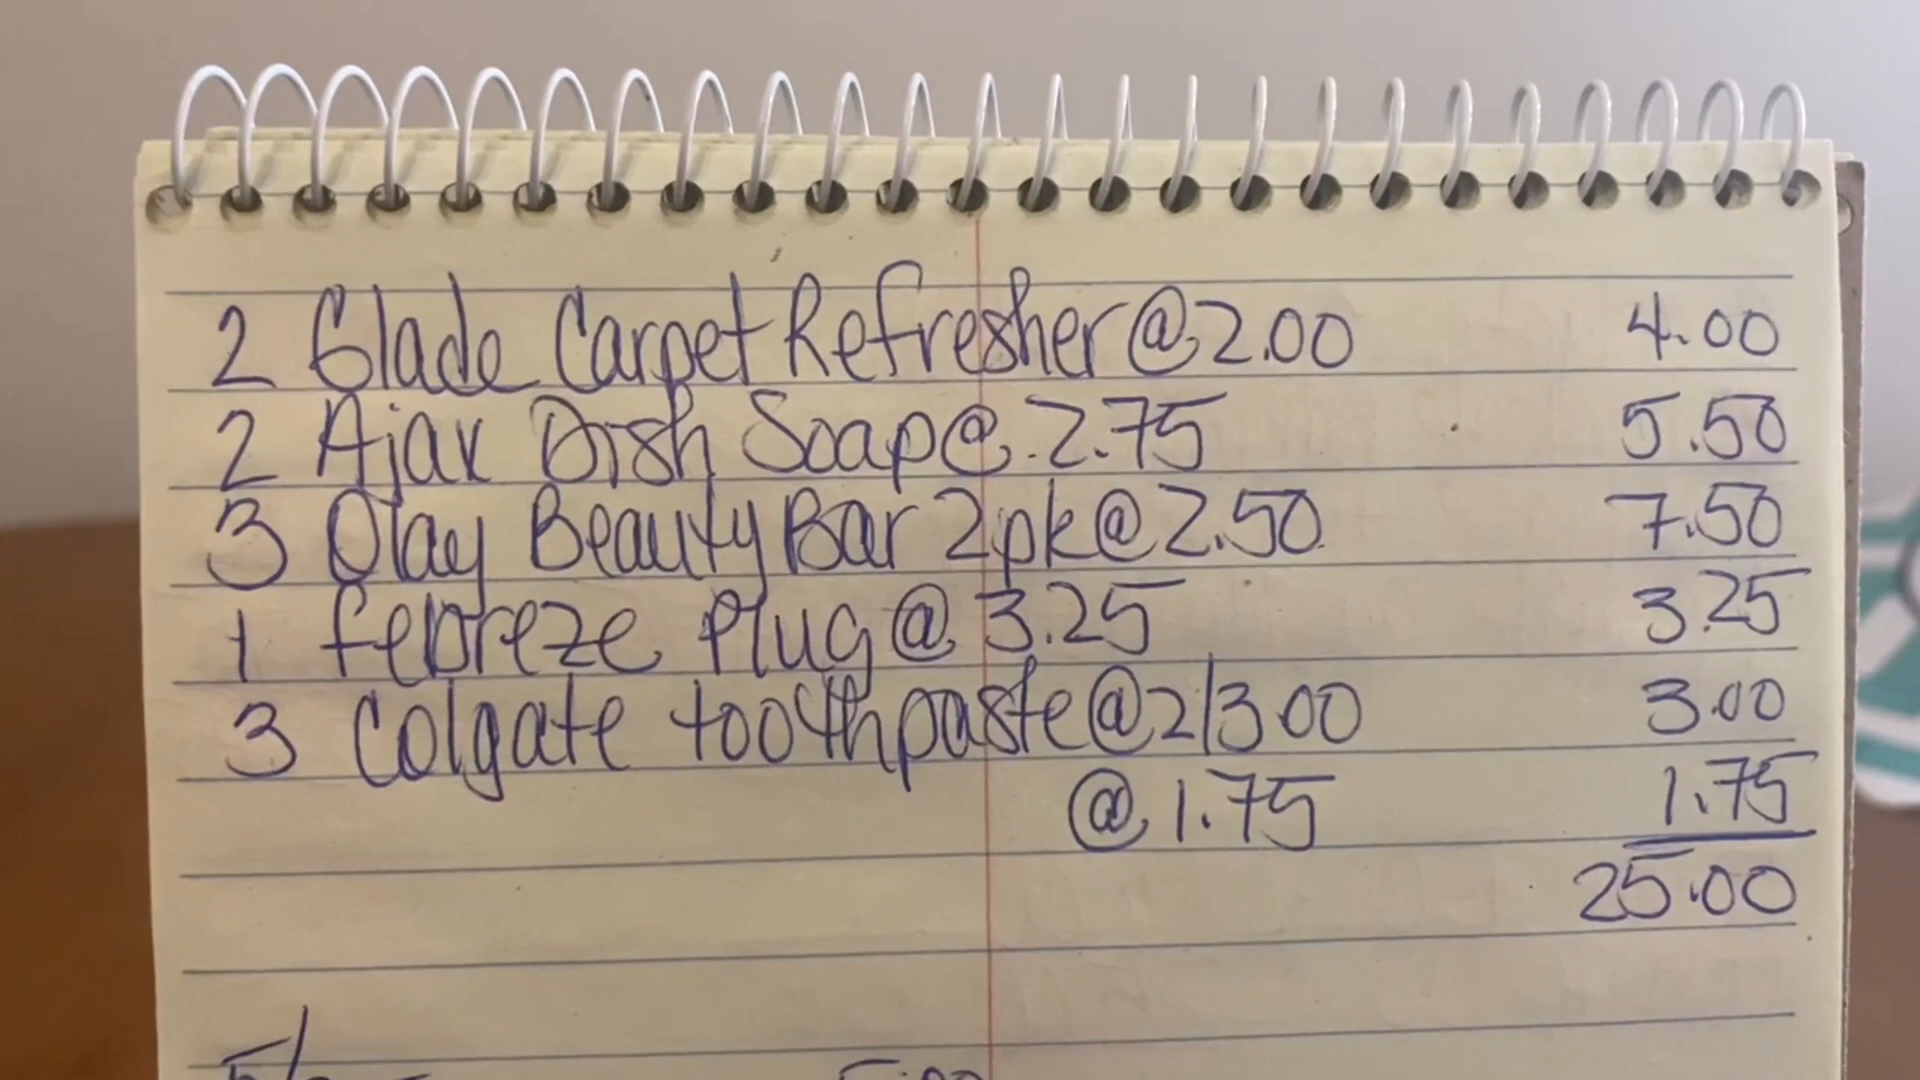 2 Glade Carpet Refresher @ 2.00 4.00
2 Ajax Dish Soap @ 2.75 5.50
3 Olay Beauty Bar 2pk @ 2.50 7.50
1 febreze plug @ 3.25 3.25
3 Colgate toothpaste @ 2/3.00 3.00
@ 1.75 1.75
25.00